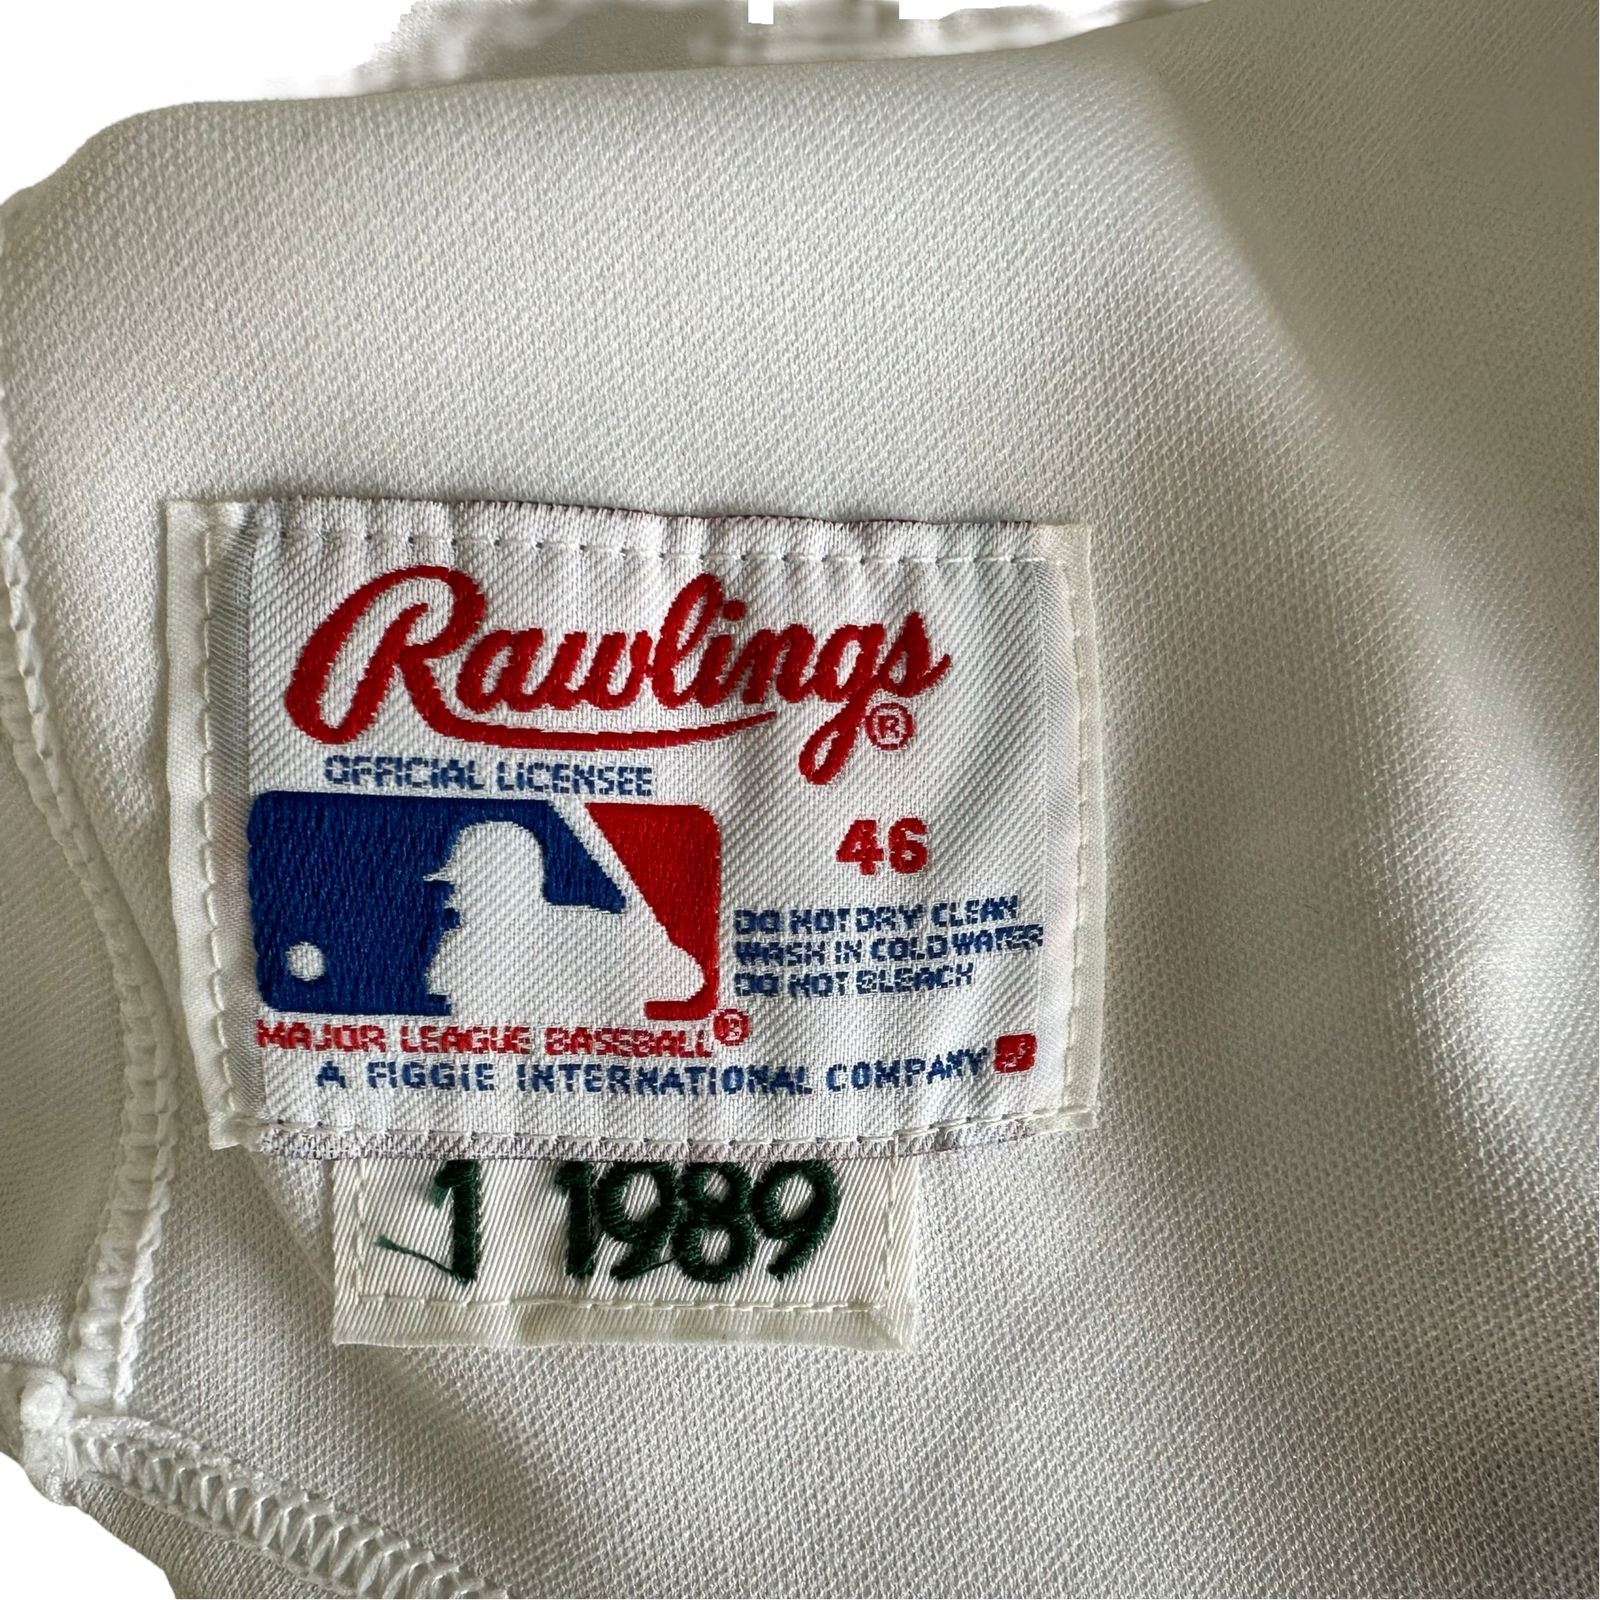 Rawlings®
OFFICIAL LICENSEE
46
DO NOT DRY CLEAN
WASH IN COLD WATER
DO NOT BLEACH
MAJOR LEAGUE BASEBALL®
A FIGGIE INTERNATIONAL COMPANY
1 1989